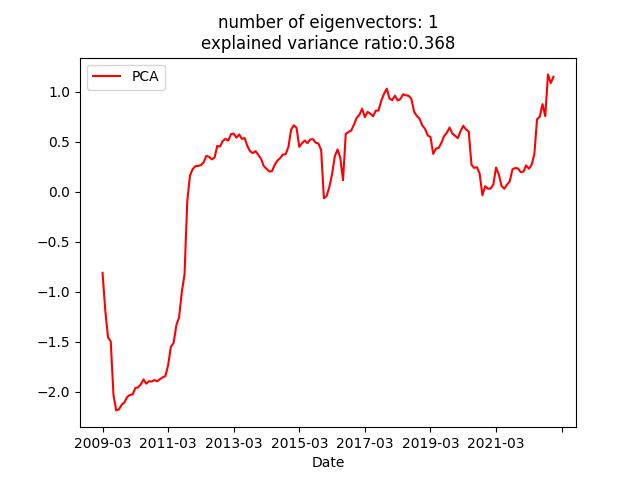 number of eigenvectors: 1
explained variance ratio:0.368
PCA
1.0
0.5
0.0
−0.5
−1.0
−1.5
−2.0
2009-03 2011-03 2013-03 2015-03 2017-03 2019-03 2021-03
Date